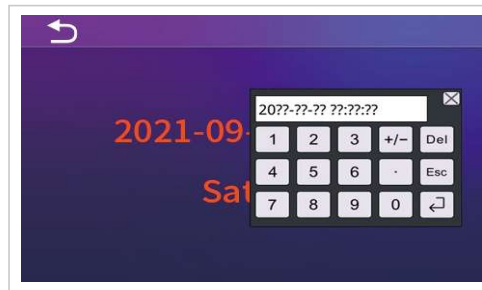 20??-??-?? ??:??:??
2021-09-
1 2 3 +/- Del
4 5 6 . Esc
Sat
7 8 9 0